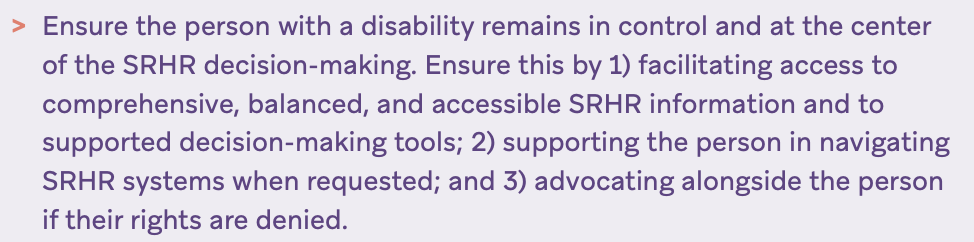 > Ensure the person with a disability remains in control and at the center
of the SRHR decision-making. Ensure this by 1) facilitating access to
comprehensive, balanced, and accessible SRHR information and to
supported decision-making tools; 2) supporting the person in navigating
SRHR systems when requested; and 3) advocating alongside the person
if their rights are denied.